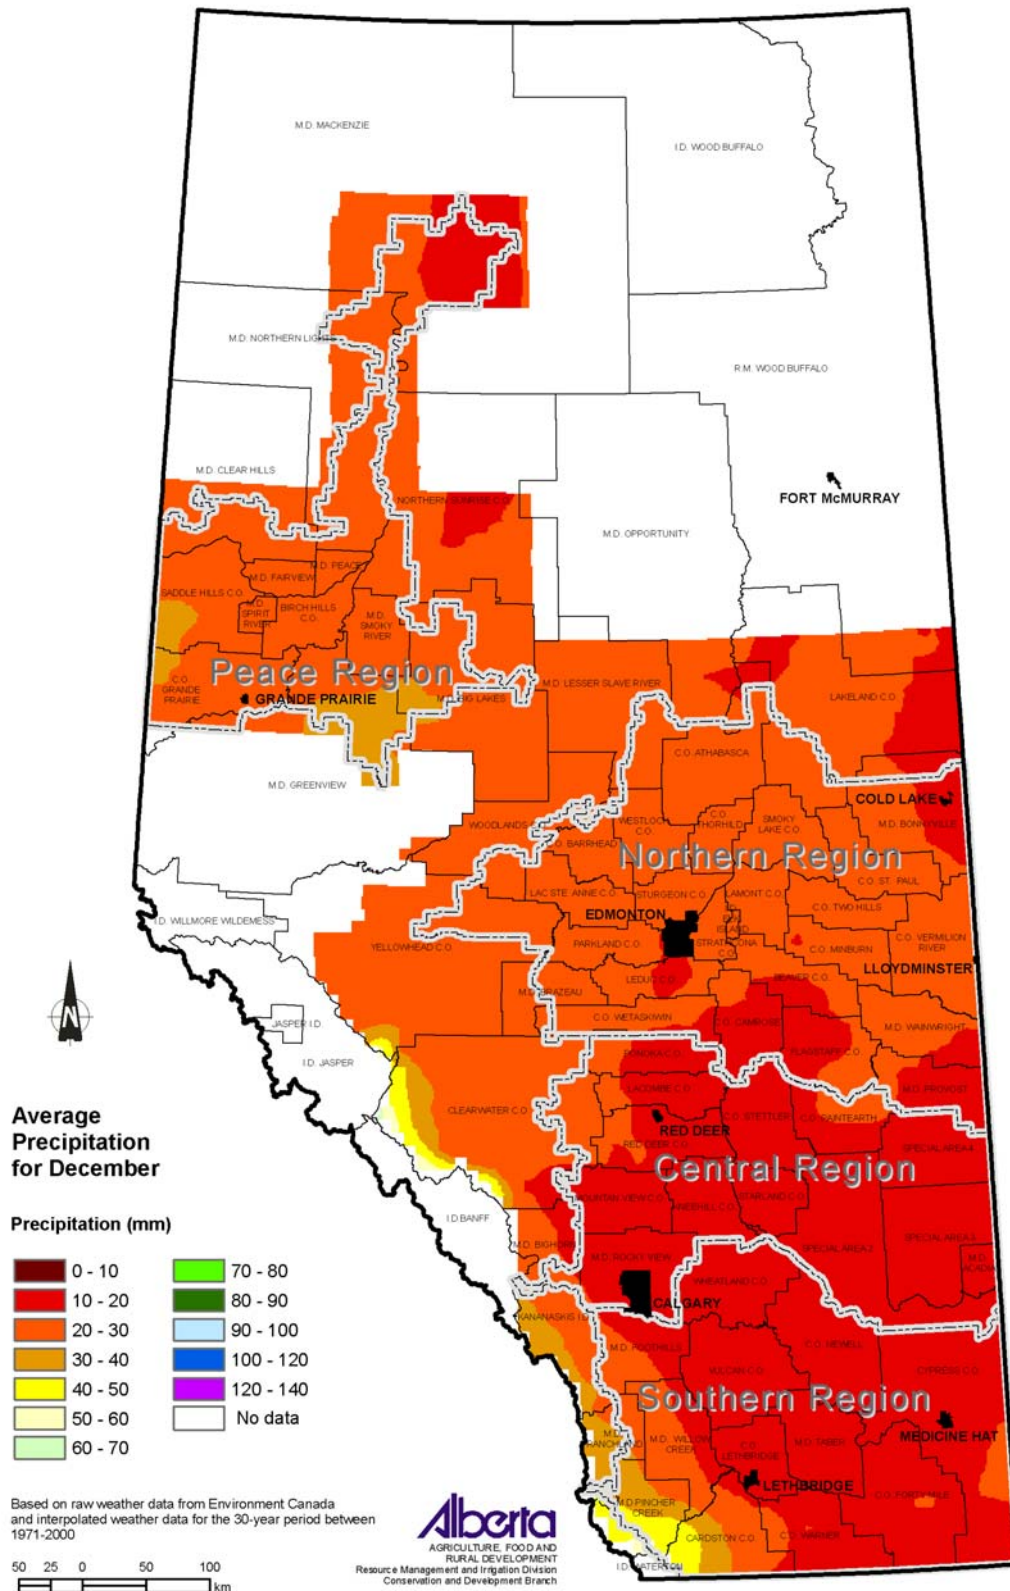 M.D. MACKENZIE
I.D. WOOD BUFFALO
M.D. NORTHERN LIGHTS
R.M. WOOD BUFFALO
M.D. CLEAR HILLS
FORT McMURRAY
NORTHERN SUNRISE C.O.
M.D. OPPORTUNITY
M.D. PEACE
M.D. FAIRVIEW
SADDLE HILLS C.O.
M.D. SPIRIT RIVER
BIRCH HILLS C.O.
M.D. SMOKY RIVER
Peace Region
C.O. GRANDE PRAIRIE
GRANDE PRAIRIE
M.D. BIG LAKES
M.D. LESSER SLAVE RIVER
LAKELAND C.O.
C.O. ATHABASCA
M.D. GREENVIEW
COLD LAKE
WOODLANDS
WESTLOCK C.O.
C.O. THORHILD
SMOKY LAKE C.O.
M.D. BONNYVILLE
C.O. BARRHEAD
Northern Region
C.O. ST. PAUL
LAC STE. ANNE C.O.
STURGEON C.O.
LAMONT C.O.
C.O. TWO HILLS
I.D. WILLMORE WILDERNESS
EDMONTON
ISLAND
YELLOWHEAD C.O.
PARKLAND C.O.
STRATHCONA C.O.
C.O. MINBURN
C.O. VERMILION RIVER
LLOYDMINSTER
LEDUC C.O.
BEAVER C.O.
M.D. BRAZEAU
C.O. WETASKIWIN
C.O. CAMROSE
M.D. WAINWRIGHT
N
JASPER I.D.
I.D. JASPER
PONOKA C.O.
FLAGSTAFF C.O.
LACOMBE C.O.
M.D. PROVOST
CLEARWATER C.O.
C.O. STETTLER
C.O. PAINTEARTH
RED DEER
RED DEER C.O.
SPECIAL AREA 4
Central Region
MOUNTAIN VIEW C.O.
KNEEHILL C.O.
STARLAND C.O.
I.D. BANFF
M.D. BIGHORN
M.D. ROCKY VIEW
SPECIAL AREA 2
SPECIAL AREA 3
M.D. ACADIA
WHEATLAND C.O.
CALGARY
KANANASKIS I.D.
M.D. FOOTHILLS
C.O. NEWELL
VULCAN C.O.
CYPRESS C.O.
Southern Region
M.D. RANCHLAND
M.D. WILLOW CREEK
C.O. LETHBRIDGE
M.D. TABER
MEDICINE HAT
LETHBRIDGE
C.O. FORTY MILE
M.D. PINCHER CREEK
CARDSTON C.O.
C.O. WARNER
I.D. WATERTON
Average
Precipitation
for December
Precipitation (mm)
0 - 10
10 - 20
20 - 30
30 - 40
40 - 50
50 - 60
60 - 70
70 - 80
80 - 90
90 - 100
100 - 120
120 - 140
No data
Based on raw weather data from Environment Canada
and interpolated weather data for the 30-year period between
1971-2000
50 25 0 50 100
km
Alberta
AGRICULTURE, FOOD AND
RURAL DEVELOPMENT
Resource Management and Irrigation Division
Conservation and Development Branch